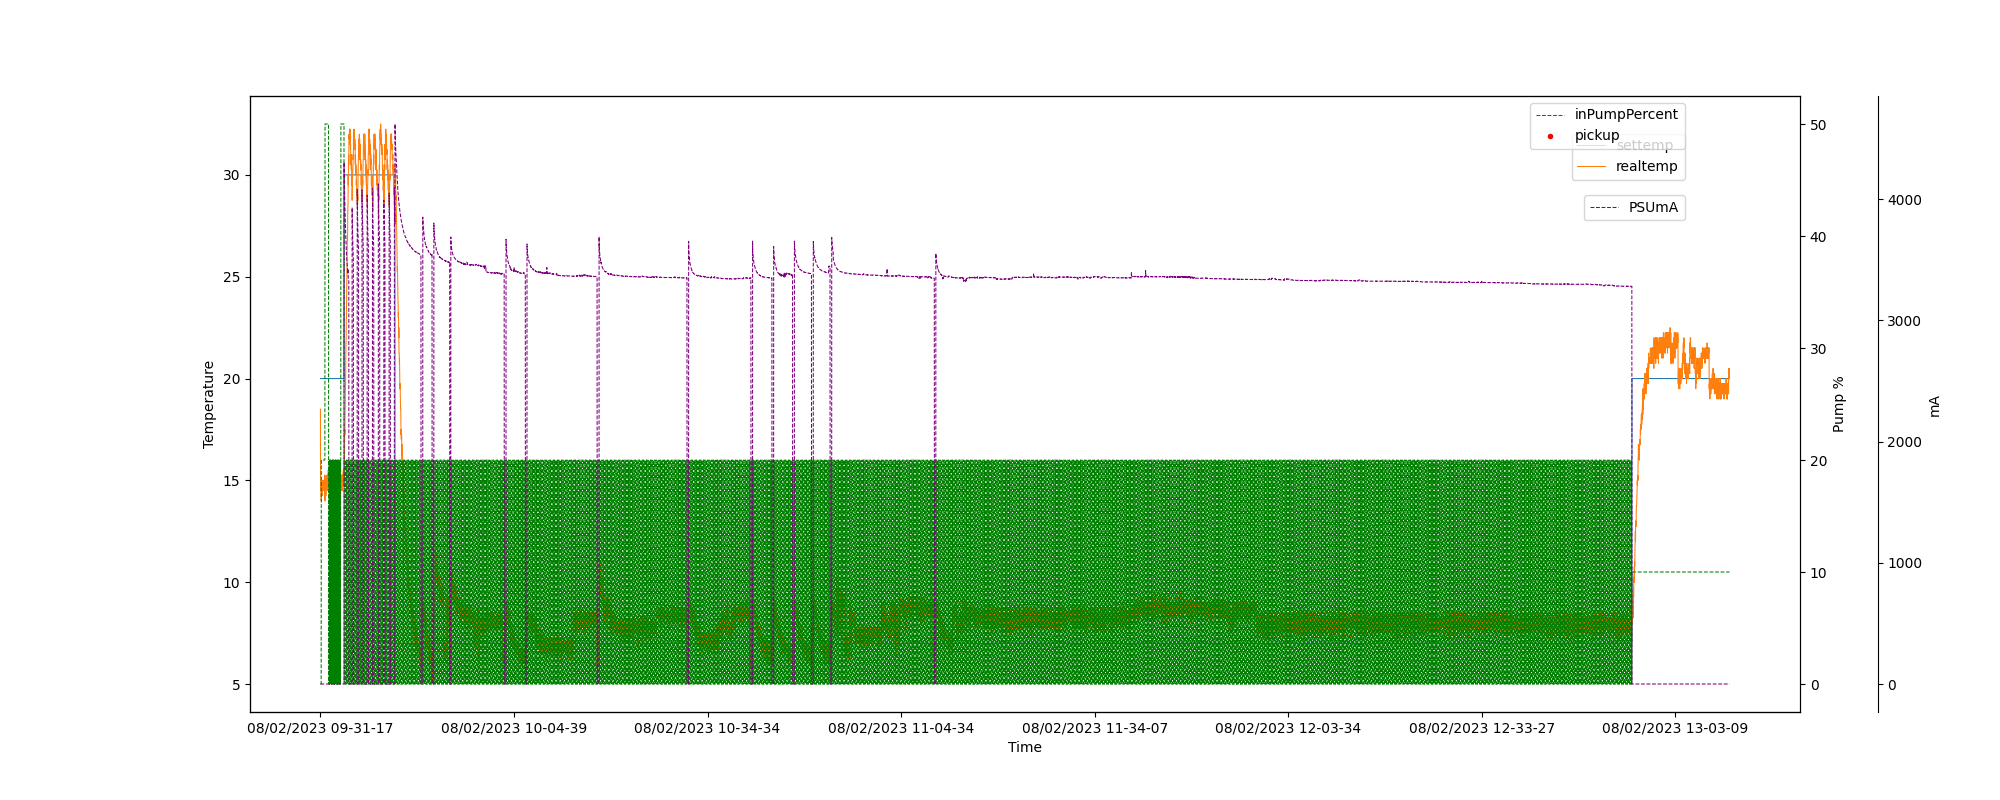 inPumpPercent
pickup
settemp
realtemp
PSUmA
Temperature
30
25
20
15
10
5
50
40
30
20
10
0
Pump %
4000
3000
2000
1000
0
mA
08/02/2023 09-31-17
08/02/2023 10-04-39
08/02/2023 10-34-34
08/02/2023 11-04-34
08/02/2023 11-34-07
08/02/2023 12-03-34
08/02/2023 12-33-27
08/02/2023 13-03-09
Time